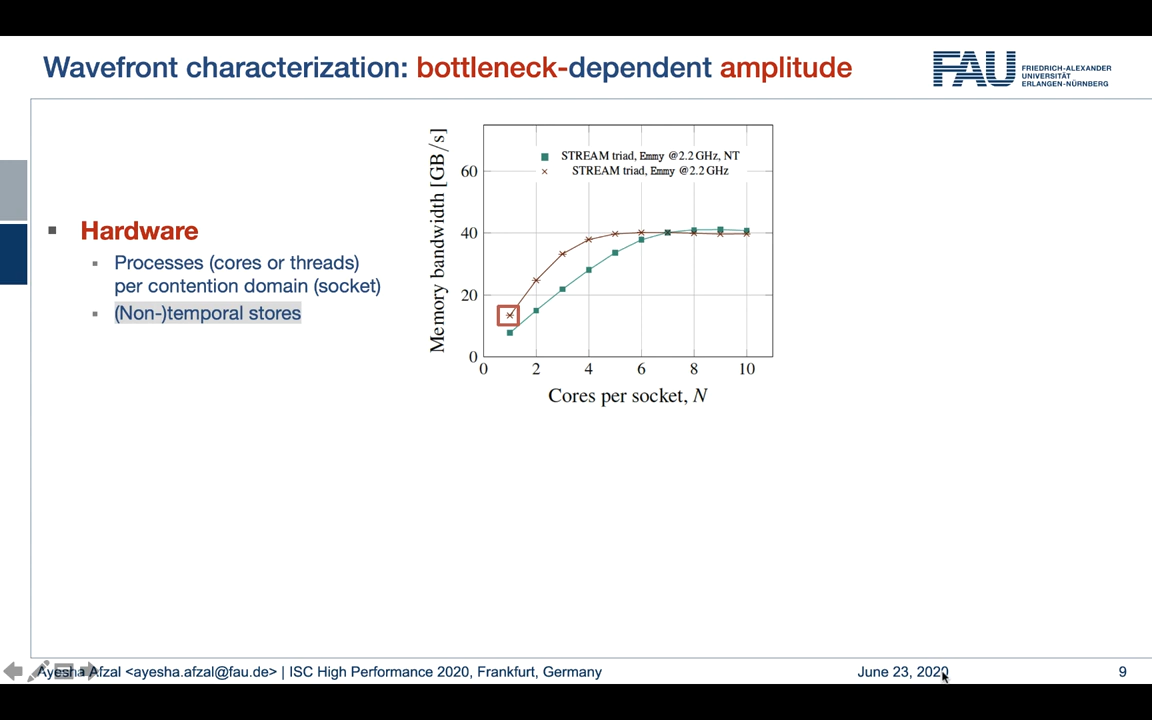 Wavefront characterization: bottleneck-dependent amplitude
FAU
FRIEDRICH-ALEXANDER
UNIVERSITÄT
ERLANGEN-NÜRNBERG
Hardware
Processes (cores or threads)
per contention domain (socket)
(Non-)temporal stores
Memory bandwidth [GB/s]
STREAM triad, Emmy @2.2 GHz, NT
STREAM triad, Emmy @2.2 GHz
60
40
20
0
0 2 4 6 8 10
Cores per socket, N
Ayesha Afzal <ayesha.afzal@fau.de> | ISC High Performance 2020, Frankfurt, Germany
June 23, 2020
9